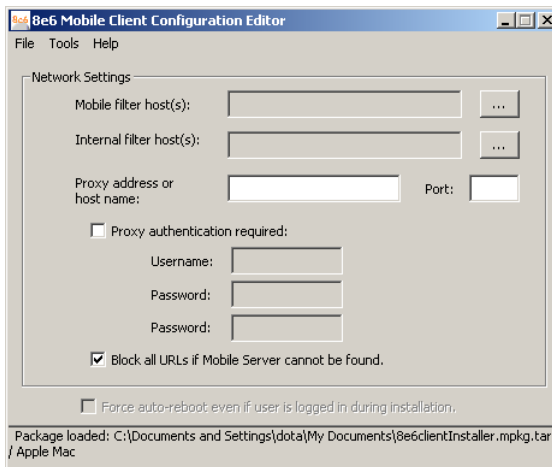 8e6 8e6 Mobile Client Configuration Editor
File Tools Help
Network Settings
Mobile filter host(s): ...
Internal filter host(s): ...
Proxy address or
host name:
Port:
Proxy authentication required:
Username:
Password:
Password:
Block all URLs if Mobile Server cannot be found.
Force auto-reboot even if user is logged in during installation.
Package loaded: C:\Documents and Settings\dota\My Documents\8e6clientInstaller.mpkg.tar
/ Apple Mac